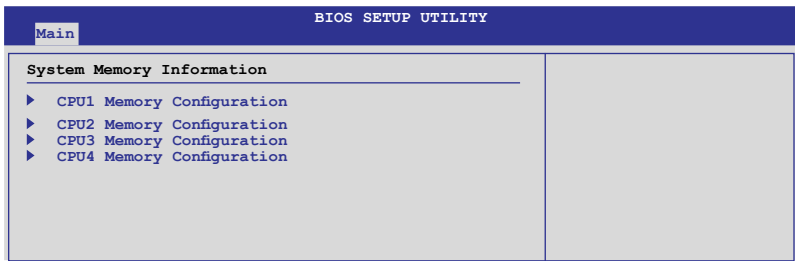 BIOS SETUP UTILITY
Main
System Memory Information
CPU1 Memory Configuration
CPU2 Memory Configuration
CPU3 Memory Configuration
CPU4 Memory Configuration